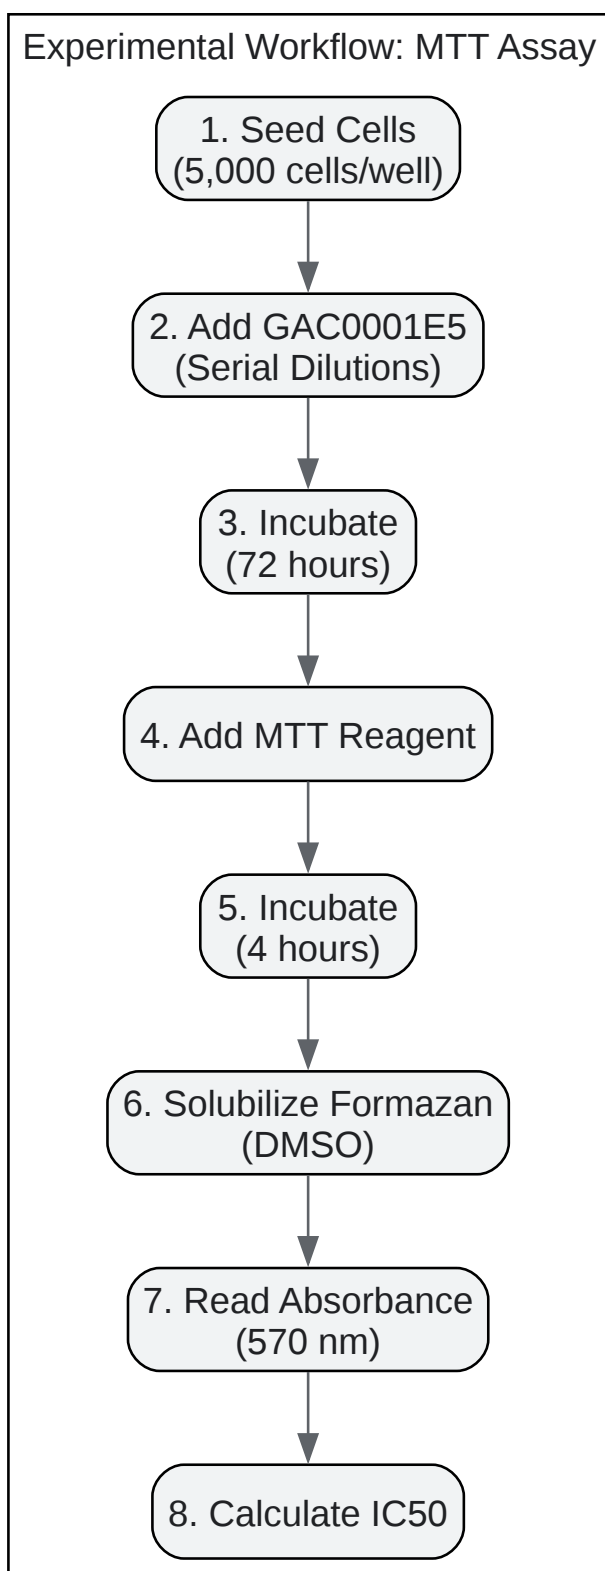 Experimental Workflow: MTT Assay
1. Seed Cells
(5,000 cells/well)
2. Add GAC0001E5
(Serial Dilutions)
3. Incubate
(72 hours)
4. Add MTT Reagent
5. Incubate
(4 hours)
6. Solubilize Formazan
(DMSO)
7. Read Absorbance
(570 nm)
8. Calculate IC50